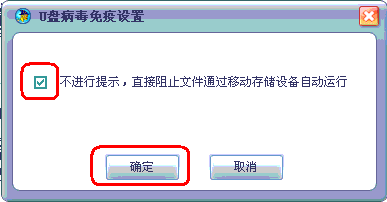 U盘病毒免疫设置
不进行提示，直接阻止文件通过移动存储设备自动运行
确定 取消